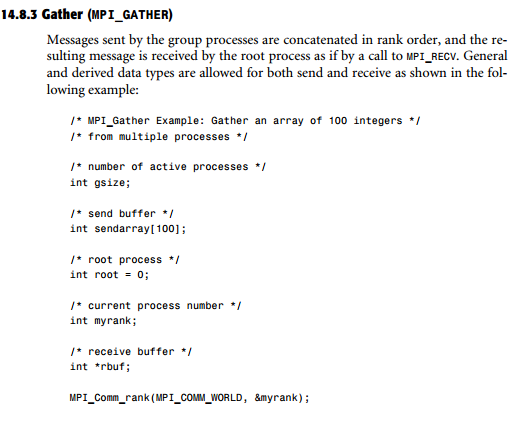 14.8.3 Gather (MPI_GATHER)
Messages sent by the group processes are concatenated in rank order, and the re-
sulting message is received by the root process as if by a call to MPI_RECV. General
and derived data types are allowed for both send and receive as shown in the fol-
lowing example:
/* MPI_Gather Example: Gather an array of 100 integers */
/* from multiple processes */
/* number of active processes */
int gsize;
/* send buffer */
int sendarray[100];
/* root process */
int root = 0;
/* current process number */
int myrank;
/* receive buffer */
int *rbuf;
MPI_Comm_rank(MPI_COMM_WORLD, &myrank);